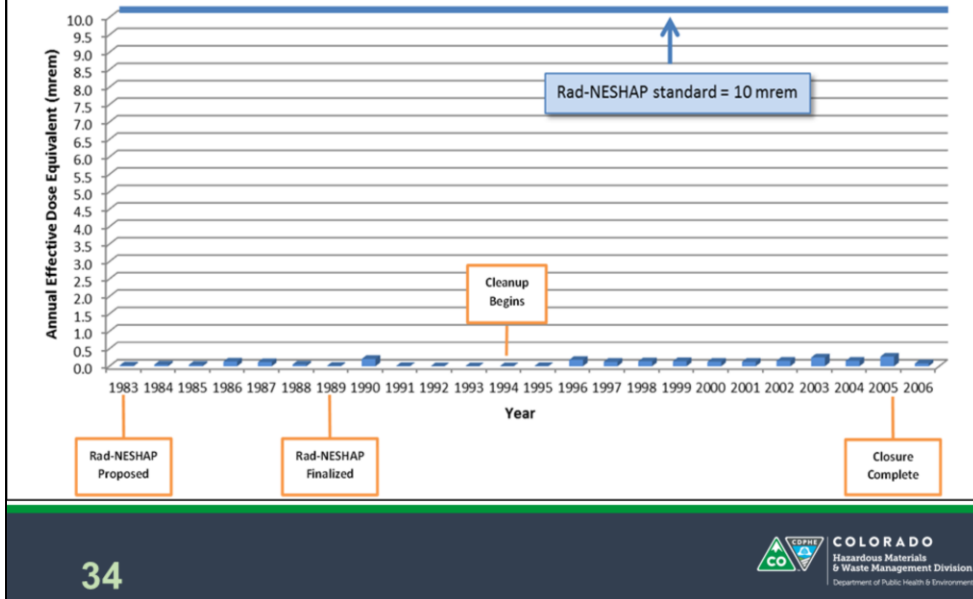 Annual Effective Dose Equivalent (mrem)
10.0
9.5
9.0
8.5
8.0
7.5
7.0
6.5
6.0
5.5
5.0
4.5
4.0
3.5
3.0
2.5
2.0
1.5
1.0
0.5
0.0
Rad-NESHAP standard = 10 mrem
Cleanup
Begins
1983 1984 1985 1986 1987 1988 1989 1990 1991 1992 1993 1994 1995 1996 1997 1998 1999 2000 2001 2002 2003 2004 2005 2006
Year
Rad-NESHAP
Proposed
Rad-NESHAP
Finalized
Closure
Complete
34
CO
CDPHE
COLORADO
Hazardous Materials
& Waste Management Division
Department of Public Health & Environment